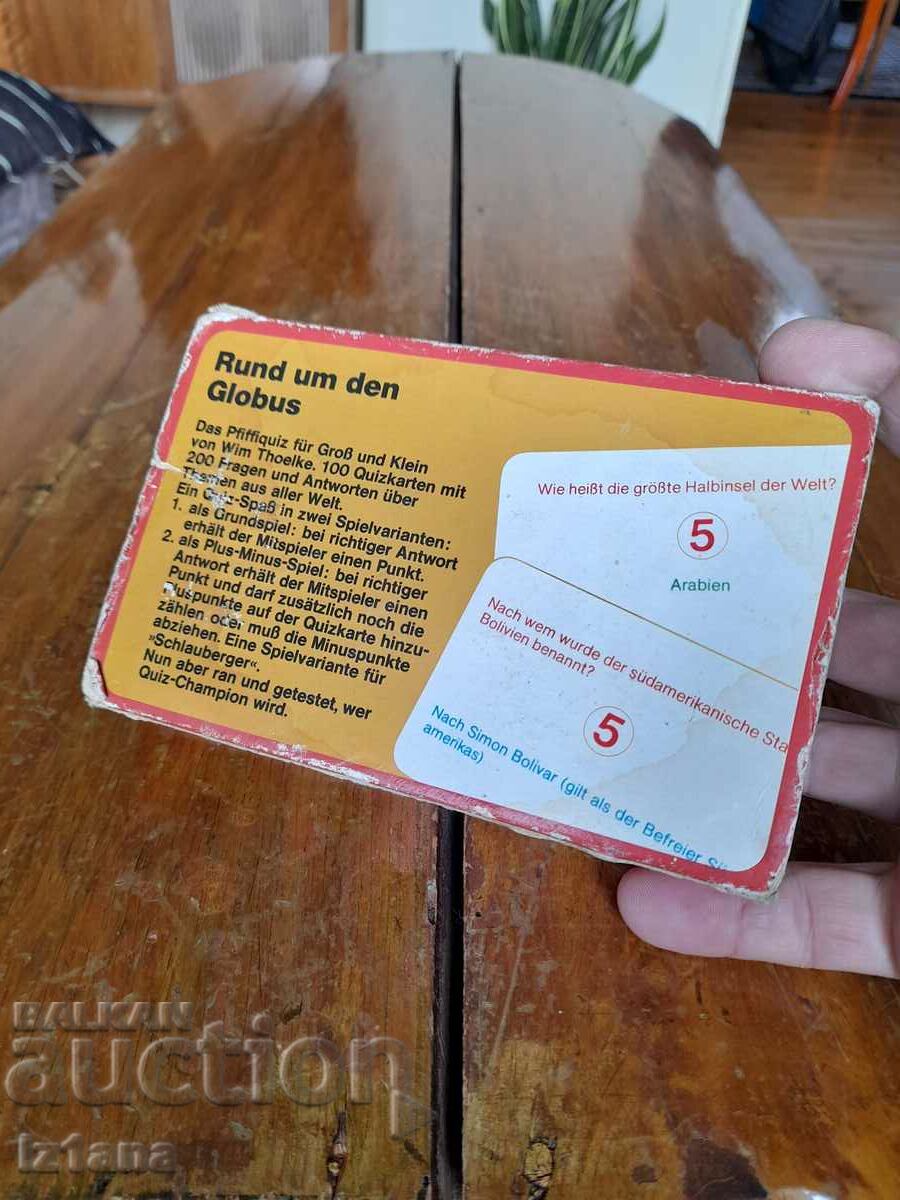 Rund um den
Globus
Das Pfiffiquiz für Groß und Klein
von Wim Thoelke. 100 Quizkarten mit
200 Fragen und Antworten über
Themen aus aller Welt.
Ein Quiz-Spaß in zwei Spielvarianten:
1. als Grundspiel: bei richtiger Antwort
erhält der Mitspieler einen Punkt.
2. als Plus-Minus-Spiel: bei richtiger
Antwort erhält der Mitspieler einen
Punkt und darf zusätzlich noch die
Pluspunkte auf der Quizkarte hinzu-
zählen oder muß die Minuspunkte
abziehen. Eine Spielvariante für
»Schlauberger«.
Nun aber ran und getestet, wer
Quiz-Champion wird.
Wie heißt die größte Halbinsel der Welt?
5
Arabien
Nach wem wurde der südamerikanische Sta
Bolivien benannt?
5
Nach Simon Bolivar (gilt als der Befreier Sü
amerikas)
BALKAN
auction
iz1ana